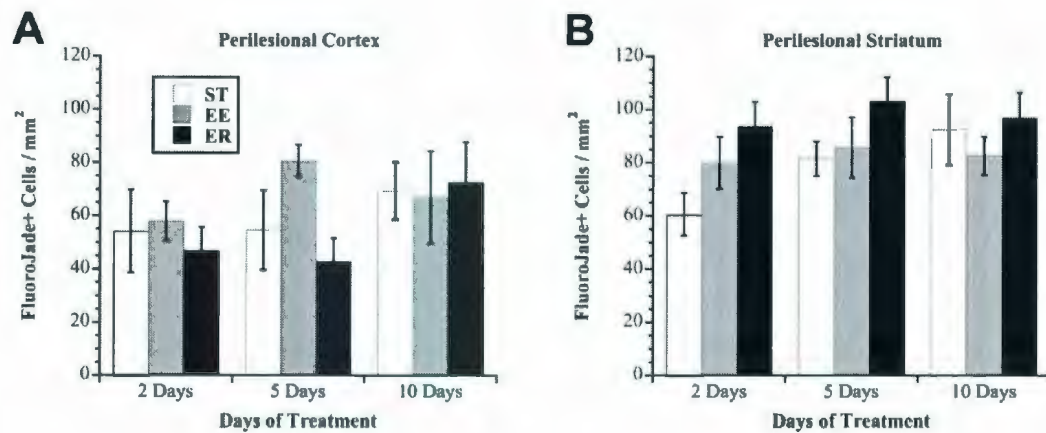 A
Perilesional Cortex
120
100
80
60
40
20
0
FluoroJade+ Cells / mm²
ST
EE
ER
2 Days
5 Days
10 Days
Days of Treatment
B
Perilesional Striatum
120
100
80
60
40
20
0
FluoroJade+ Cells / mm²
2 Days
5 Days
10 Days
Days of Treatment